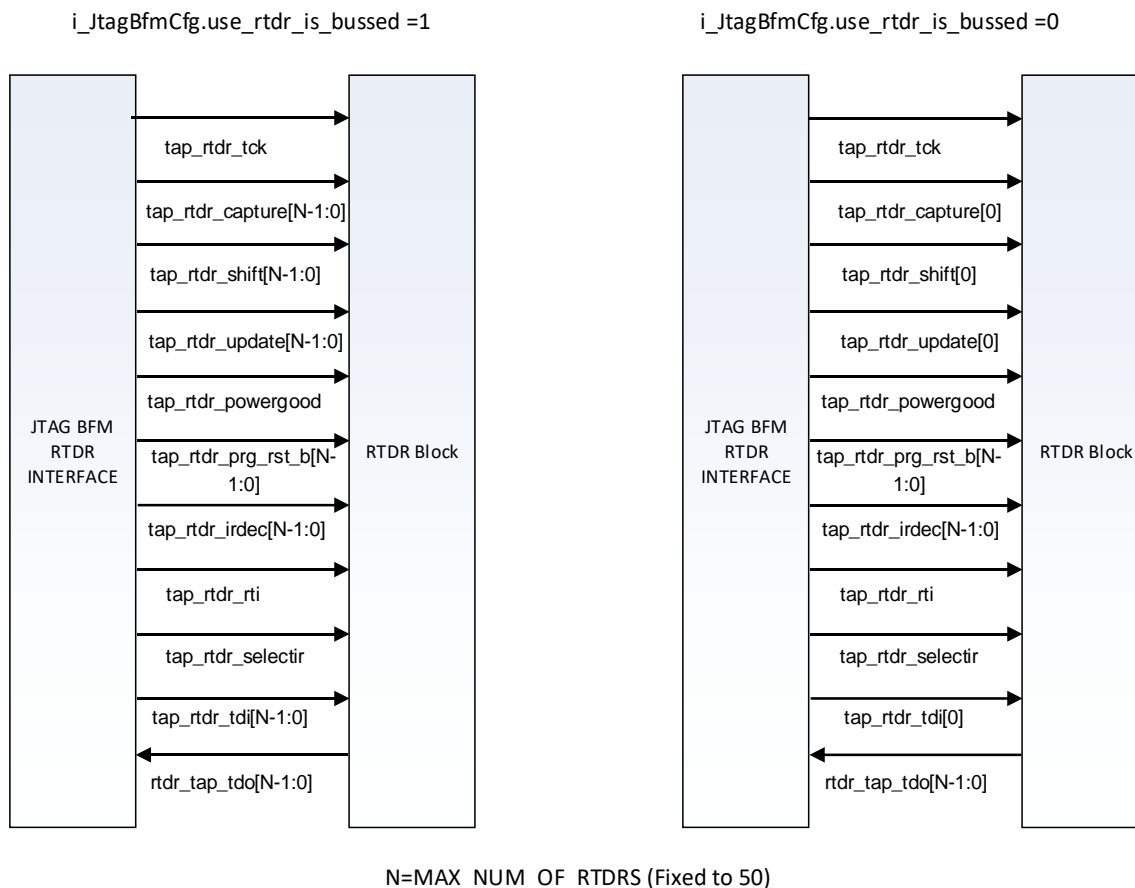 i_JtagBfmCfg.use_rtdr_is_bussed =1
tap_rtdr_tck
tap_rtdr_capture[N-1:0]
tap_rtdr_shift[N-1:0]
tap_rtdr_update[N-1:0]
tap_rtdr_powergood
JTAG BFM
RTDR
INTERFACE
tap_rtdr_prg_rst_b[N-
1:0]
RTDR Block
tap_rtdr_irdec[N-1:0]
tap_rtdr_rti
tap_rtdr_selectir
tap_rtdr_tdi[N-1:0]
rtdr_tap_tdo[N-1:0]
i_JtagBfmCfg.use_rtdr_is_bussed =0
tap_rtdr_tck
tap_rtdr_capture[0]
tap_rtdr_shift[0]
tap_rtdr_update[0]
tap_rtdr_powergood
JTAG BFM
RTDR
INTERFACE
tap_rtdr_prg_rst_b[N-
1:0]
RTDR Block
tap_rtdr_irdec[N-1:0]
tap_rtdr_rti
tap_rtdr_selectir
tap_rtdr_tdi[0]
rtdr_tap_tdo[N-1:0]
N=MAX_NUM_OF_RTDRS (Fixed to 50)